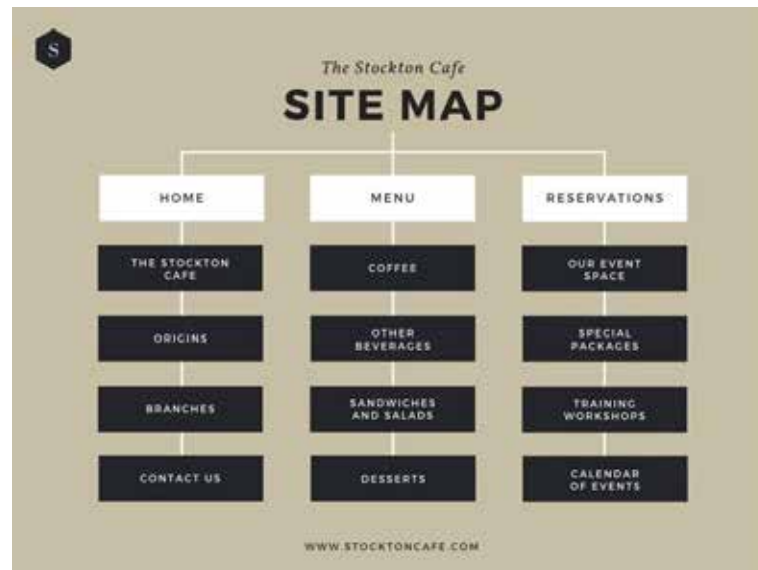 S
The Stockton Cafe
SITE MAP
HOME
THE STOCKTON
CAFE
ORIGINS
BRANCHES
CONTACT US
MENU
COFFEE
OTHER
BEVERAGES
SANDWICHES
AND SALADS
DESSERTS
RESERVATIONS
OUR EVENT
SPACE
SPECIAL
PACKAGES
TRAINING
WORKSHOPS
CALENDAR
OF EVENTS
WWW.STOCKTONCAFE.COM